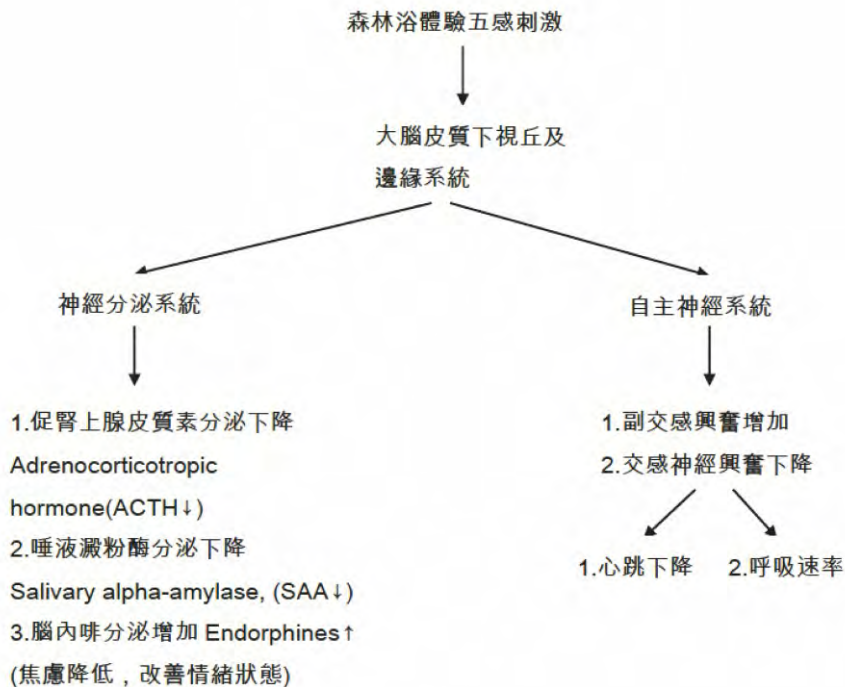 森林浴體驗五感刺激
大腦皮質下視丘及
邊緣系統
神經分泌系統
自主神經系統
1.促腎上腺皮質素分泌下降
Adrenocorticotropic
hormone(ACTH↓)
2.唾液澱粉酶分泌下降
Salivary alpha-amylase, (SAA↓)
3.腦內啡分泌增加 Endorphines↑
(焦慮降低，改善情緒狀態)
1.副交感興奮增加
2.交感神經興奮下降
1.心跳下降
2.呼吸速率